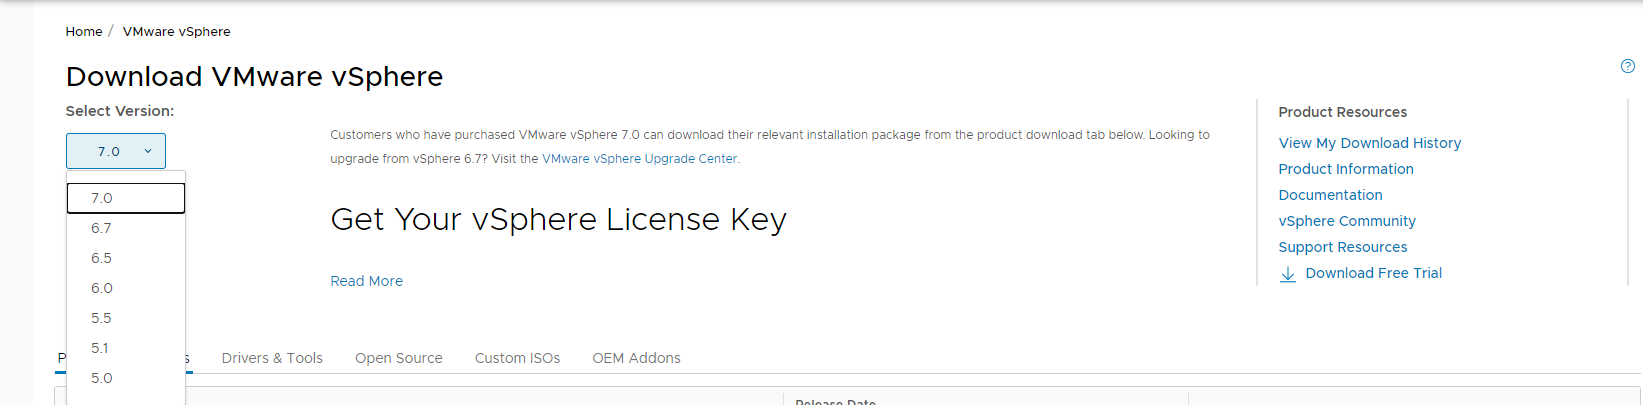 Home / VMware vSphere
Download VMware vSphere
Select Version:
7.0
7.0
6.7
6.5
6.0
5.5
5.1
5.0
Customers who have purchased VMware vSphere 7.0 can download their relevant installation package from the product download tab below. Looking to
upgrade from vSphere 6.7? Visit the VMware vSphere Upgrade Center.
Get Your vSphere License Key
Read More
Product Resources
View My Download History
Product Information
Documentation
vSphere Community
Support Resources
Download Free Trial
Drivers & Tools Open Source Custom ISOs OEM Addons
Release Date